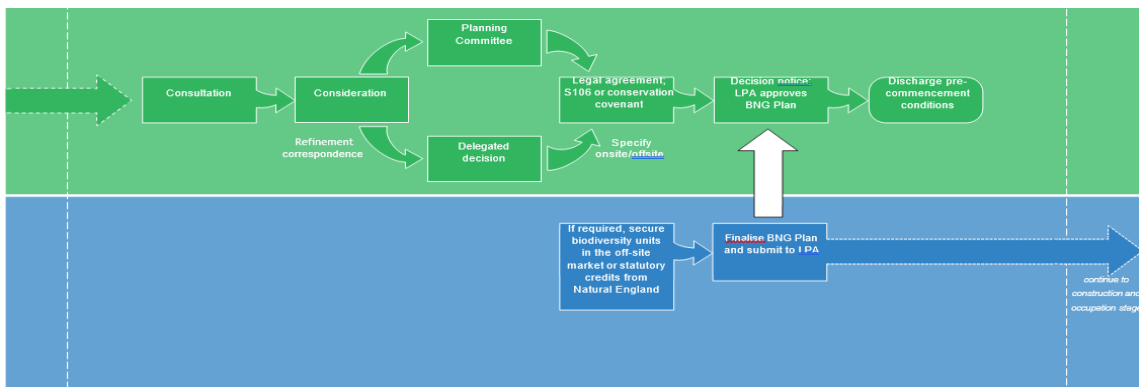 Planning
Committee
Consultation
Consideration
Legal agreement;
S106 or conservation
covenant
Decision notice;
LPA approves
BNG Plan
Discharge pre-
commencement
conditions
Refinement
correspondence
Delegated
decision
Specify
onsite/offsite
If required, secure
biodiversity units
in the off-site
market or statutory
credits from
Natural England
Finalise BNG Plan
and submit to LPA
continue to
construction and
occupation stage